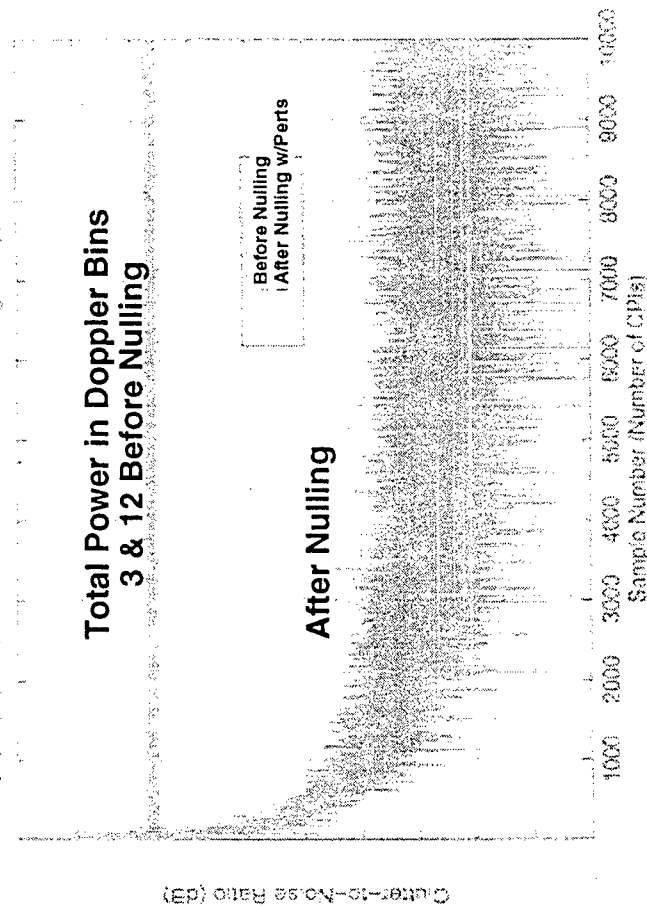 Total Power in Doppler Bins
3 & 12 Before Nulling
Before Nulling
After Nulling w/Perts
After Nulling
1000 2000 3000 4000 5000 6000 7000 8000 9000 10000
Sample Number (Number of CPIs)
Clutter-to-Noise Ratio (dB)